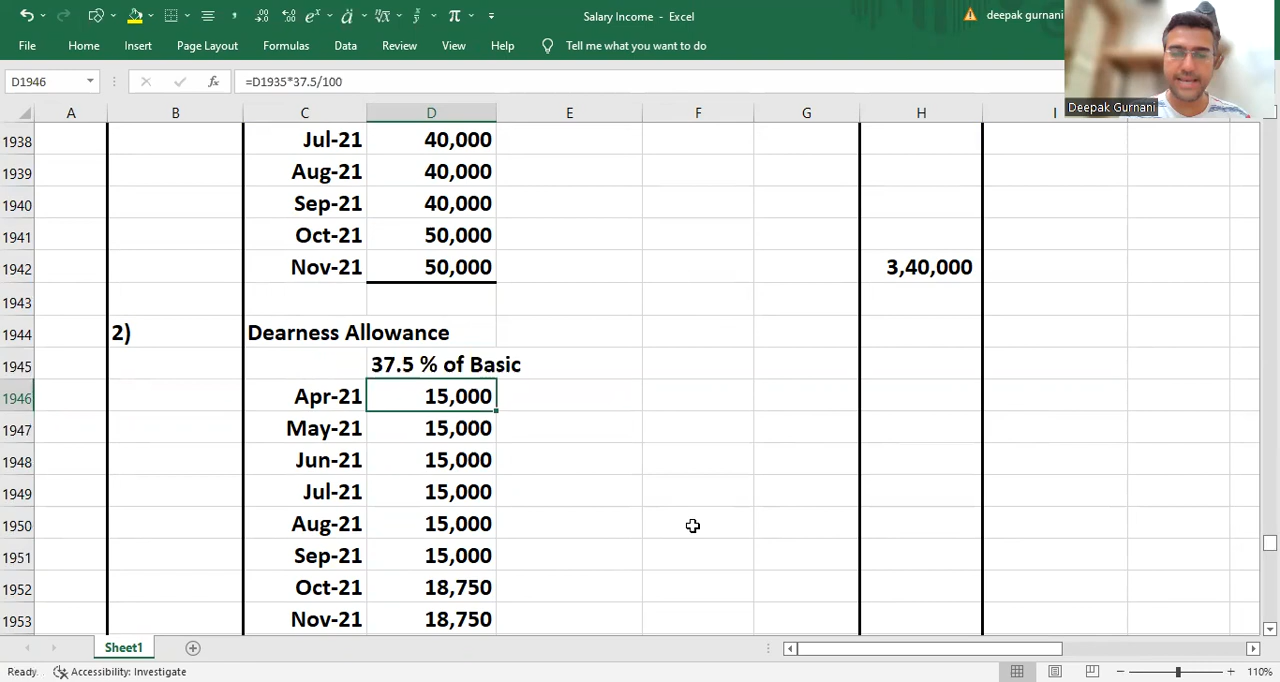 Salary Income - Excel
deepak gurnani
File Home Insert Page Layout Formulas Data Review View Help Tell me what you want to do
D1946 fx =D1935*37.5/100
Deepak Gurnani
A B C D E F G H I
1938 Jul-21 40,000
1939 Aug-21 40,000
1940 Sep-21 40,000
1941 Oct-21 50,000
1942 Nov-21 50,000 3,40,000
1943
1944 2) Dearness Allowance
1945 37.5 % of Basic
1946 Apr-21 15,000
1947 May-21 15,000
1948 Jun-21 15,000
1949 Jul-21 15,000
1950 Aug-21 15,000
1951 Sep-21 15,000
1952 Oct-21 18,750
1953 Nov-21 18,750
Sheet1
Ready Accessibility: Investigate 110%